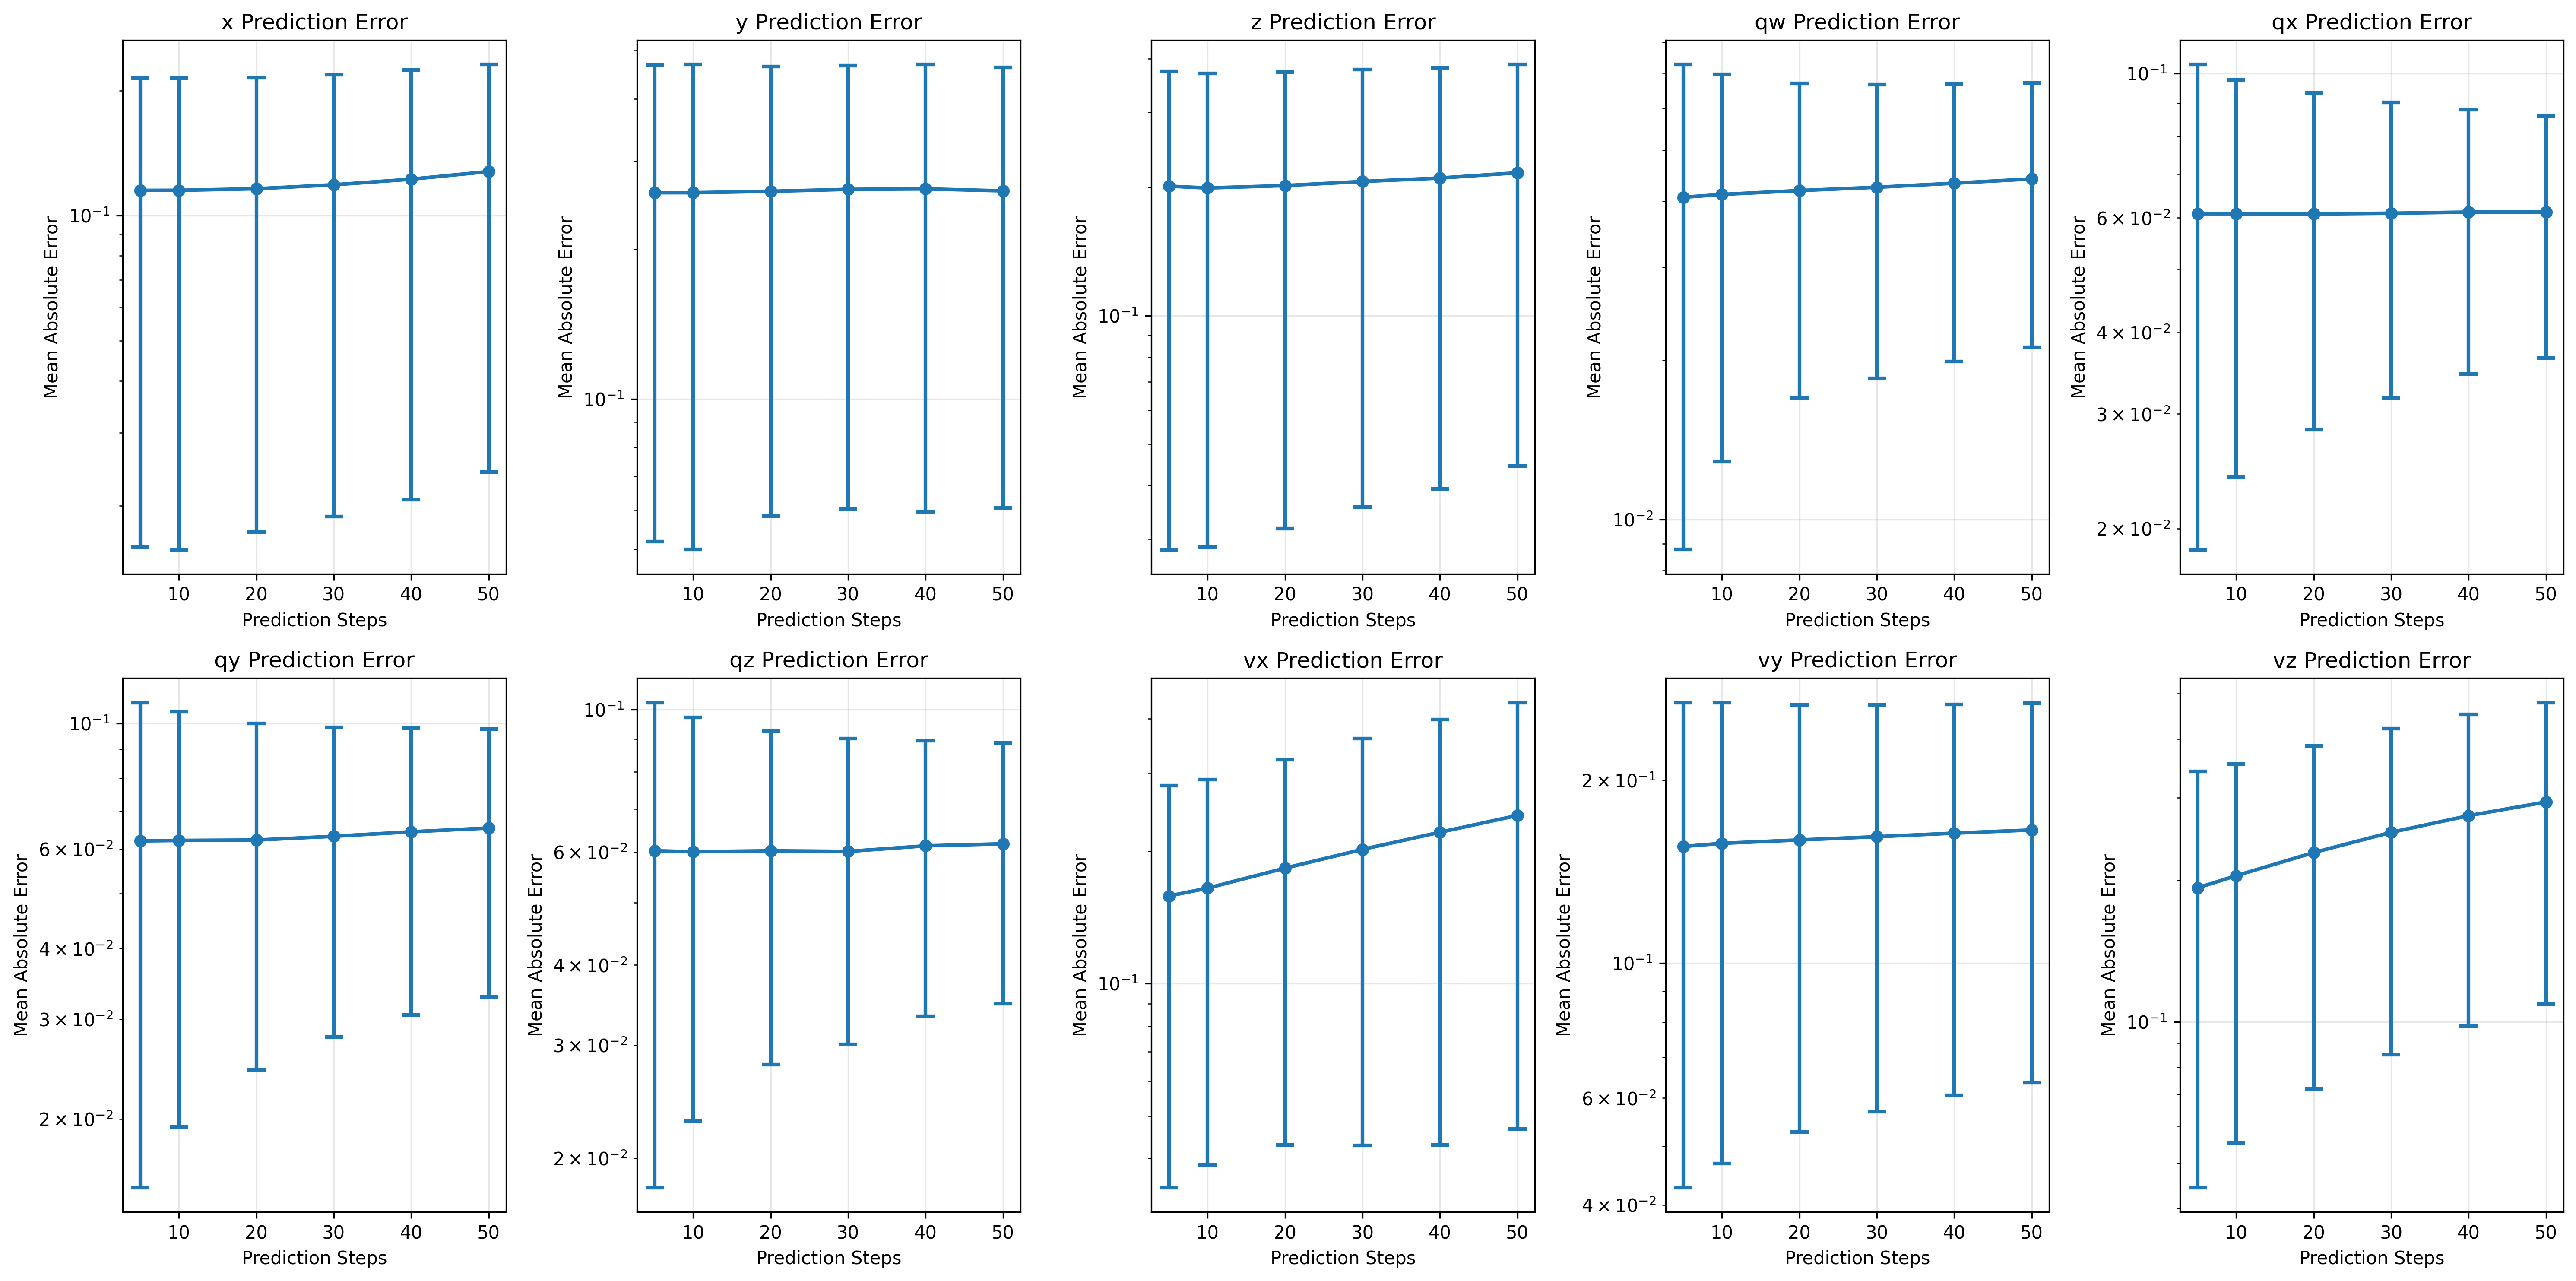 x Prediction Error
Mean Absolute Error
10⁻¹
10 20 30 40 50
Prediction Steps
y Prediction Error
Mean Absolute Error
10⁻¹
10 20 30 40 50
Prediction Steps
z Prediction Error
Mean Absolute Error
10⁻¹
10 20 30 40 50
Prediction Steps
qw Prediction Error
Mean Absolute Error
10⁻²
10 20 30 40 50
Prediction Steps
qx Prediction Error
Mean Absolute Error
10⁻¹
6 × 10⁻²
4 × 10⁻²
3 × 10⁻²
2 × 10⁻²
10 20 30 40 50
Prediction Steps
qy Prediction Error
Mean Absolute Error
10⁻¹
6 × 10⁻²
4 × 10⁻²
3 × 10⁻²
2 × 10⁻²
10 20 30 40 50
Prediction Steps
qz Prediction Error
Mean Absolute Error
10⁻¹
6 × 10⁻²
4 × 10⁻²
3 × 10⁻²
2 × 10⁻²
10 20 30 40 50
Prediction Steps
vx Prediction Error
Mean Absolute Error
10⁻¹
10 20 30 40 50
Prediction Steps
vy Prediction Error
Mean Absolute Error
2 × 10⁻¹
10⁻¹
6 × 10⁻²
4 × 10⁻²
10 20 30 40 50
Prediction Steps
vz Prediction Error
Mean Absolute Error
10⁻¹
10 20 30 40 50
Prediction Steps